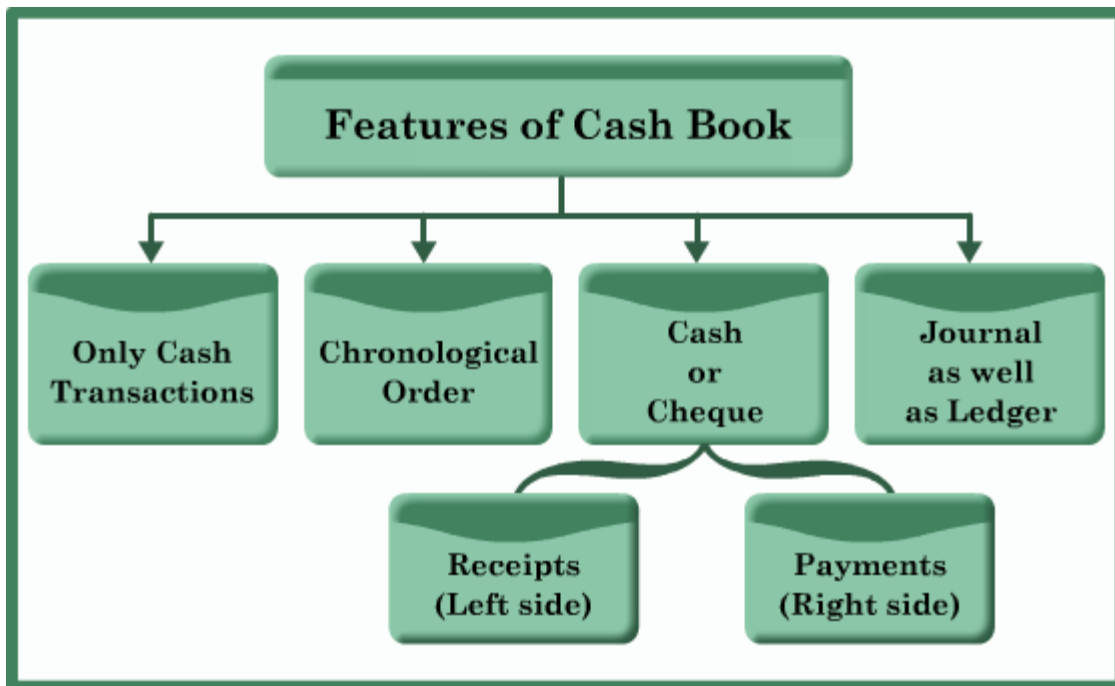 Features of Cash Book
Only Cash
Transactions
Chronological
Order
Cash
or
Cheque
Journal
as well
as Ledger
Receipts
(Left side)
Payments
(Right side)